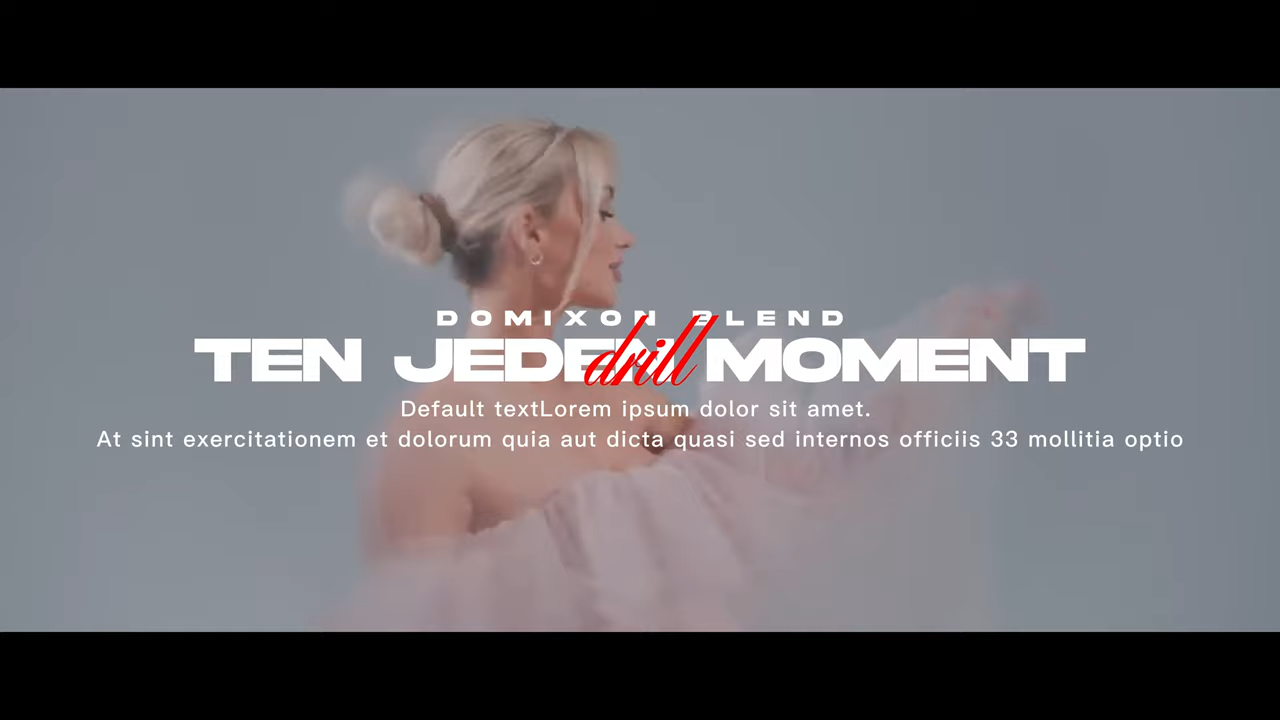 DOMIXON BLEND
TEN JEDEN MOMENT
drill
Default textLorem ipsum dolor sit amet.
At sint exercitationem et dolorum quia aut dicta quasi sed internos officiis 33 mollitia optio